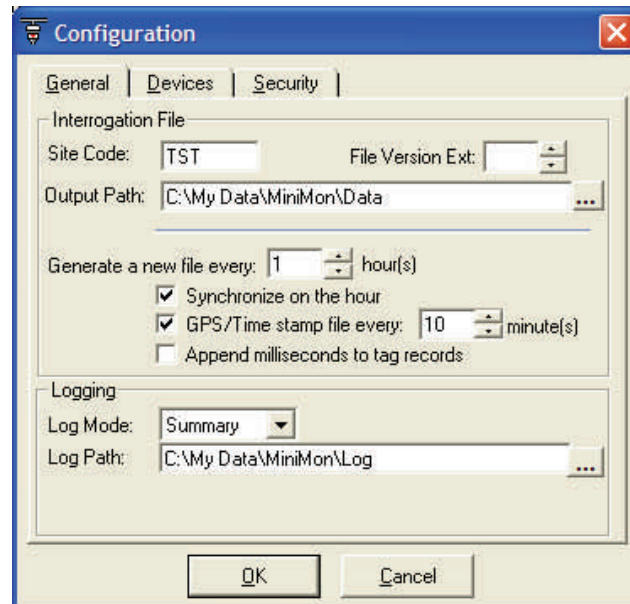 Configuration
General Devices Security
Interrogation File
Site Code: TST File Version Ext:
Output Path: C:\My Data\MiniMon\Data ...
Generate a new file every: 1 hour(s)
Synchronize on the hour
GPS/Time stamp file every: 10 minute(s)
Append milliseconds to tag records
Logging
Log Mode: Summary
Log Path: C:\My Data\MiniMon\Log ...
OK Cancel